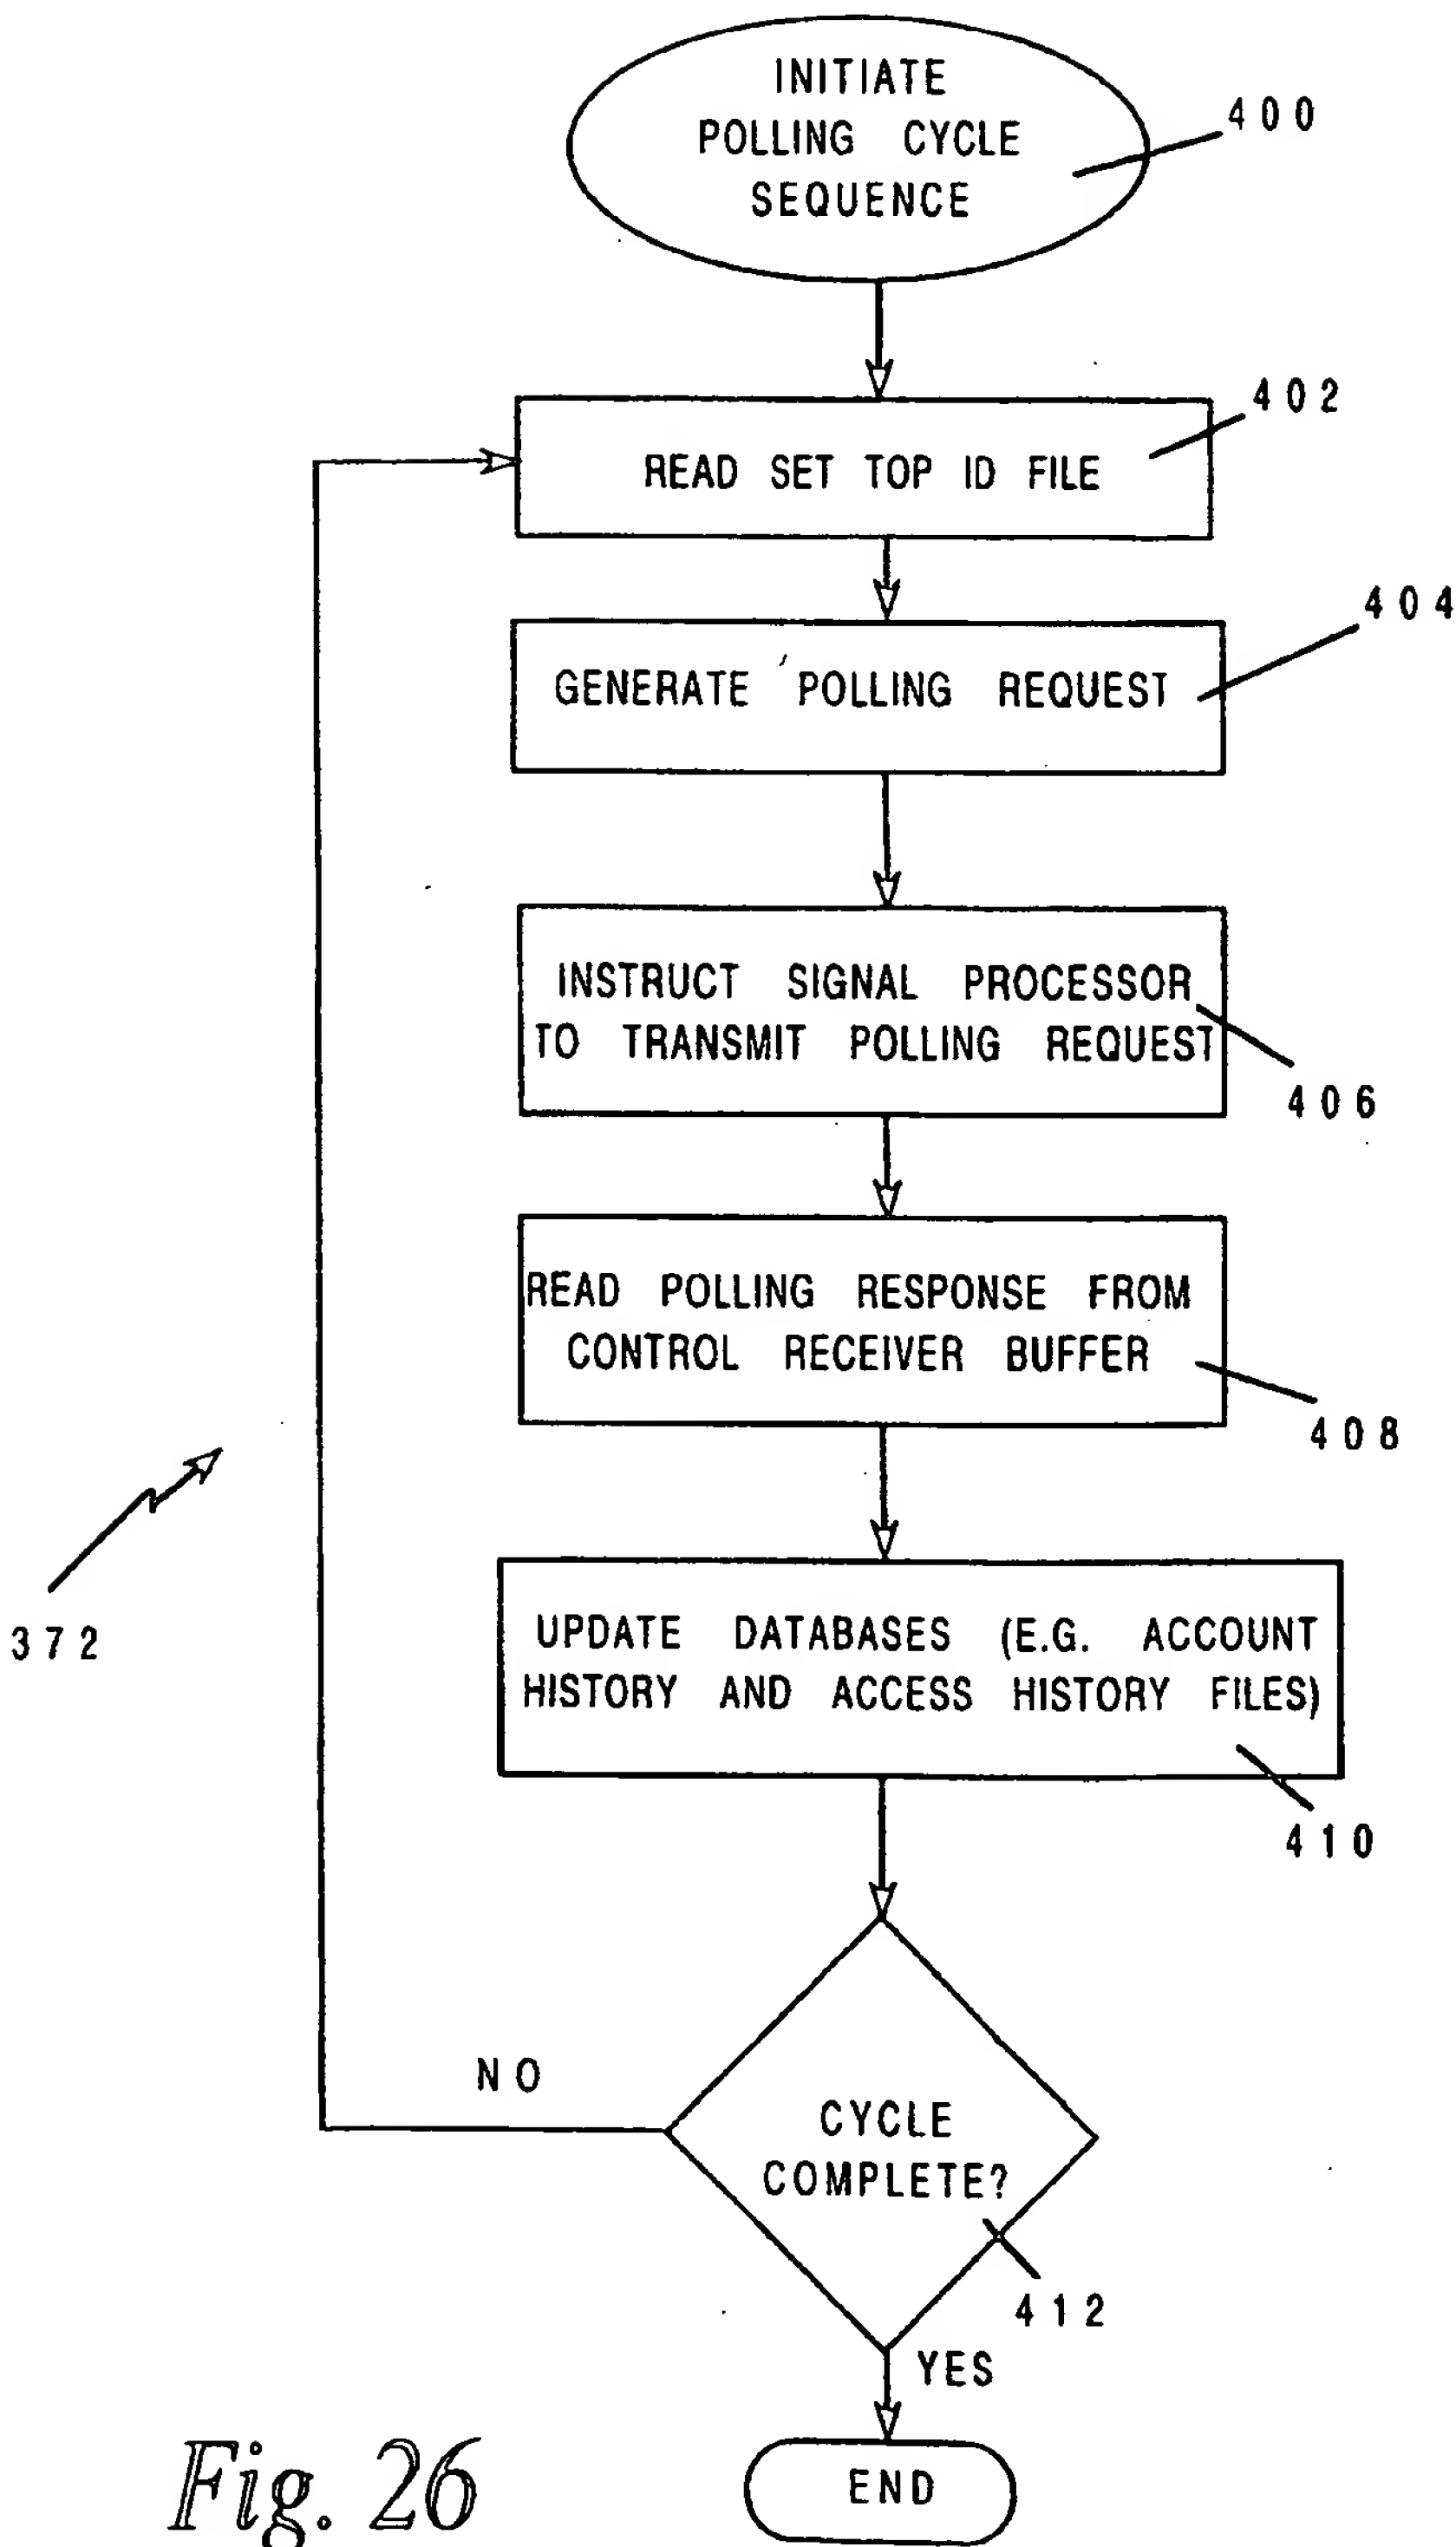 INITIATE
POLLING CYCLE
SEQUENCE
400
402
READ SET TOP ID FILE
404
GENERATE POLLING REQUEST
INSTRUCT SIGNAL PROCESSOR
TO TRANSMIT POLLING REQUEST
406
READ POLLING RESPONSE FROM
CONTROL RECEIVER BUFFER
408
372
UPDATE DATABASES (E.G. ACCOUNT
HISTORY AND ACCESS HISTORY FILES)
410
NO
CYCLE
COMPLETE?
412
YES
END
Fig. 26